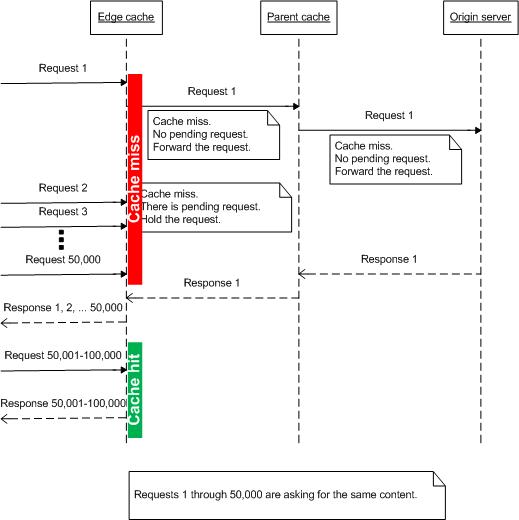 Edge cache
Parent cache
Origin server
Request 1
Request 1
Cache miss.
No pending request.
Forward the request.
Request 1
Cache miss.
No pending request.
Forward the request.
Cache miss
Request 2
Cache miss.
There is pending request.
Hold the request.
Request 3
Request 50,000
Response 1
Response 1
Response 1, 2, ... 50,000
Request 50,001-100,000
Cache hit
Response 50,001-100,000
Requests 1 through 50,000 are asking for the same content.